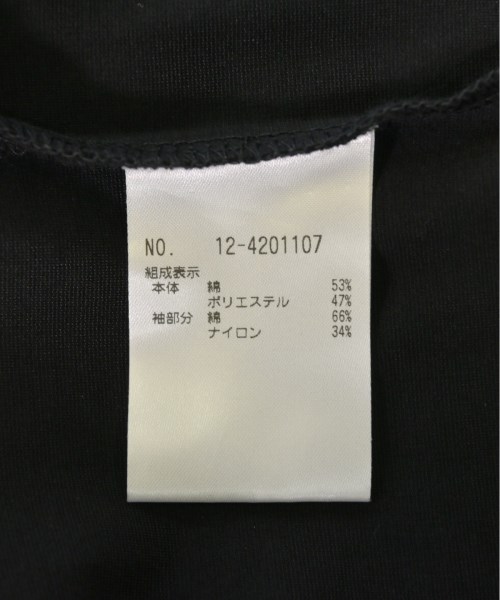 NO. 12-4201107
組成表示
本体 綿 53%
ポリエステル 47%
袖部分 綿 66%
ナイロン 34%